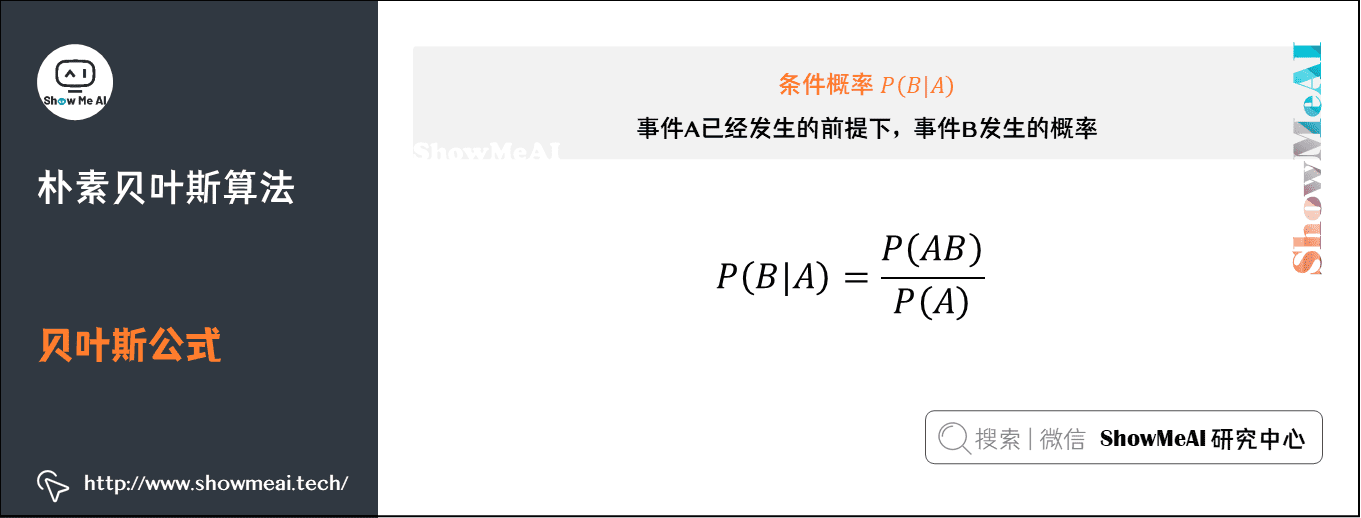 Show Me AI
朴素贝叶斯算法
贝叶斯公式
http://www.showmeai.tech/
条件概率 P(B|A)
事件A已经发生的前提下，事件B发生的概率
ShowMeAI
P(B|A) = P(AB) / P(A)
ShowMeAI
搜索 | 微信 ShowMeAI 研究中心